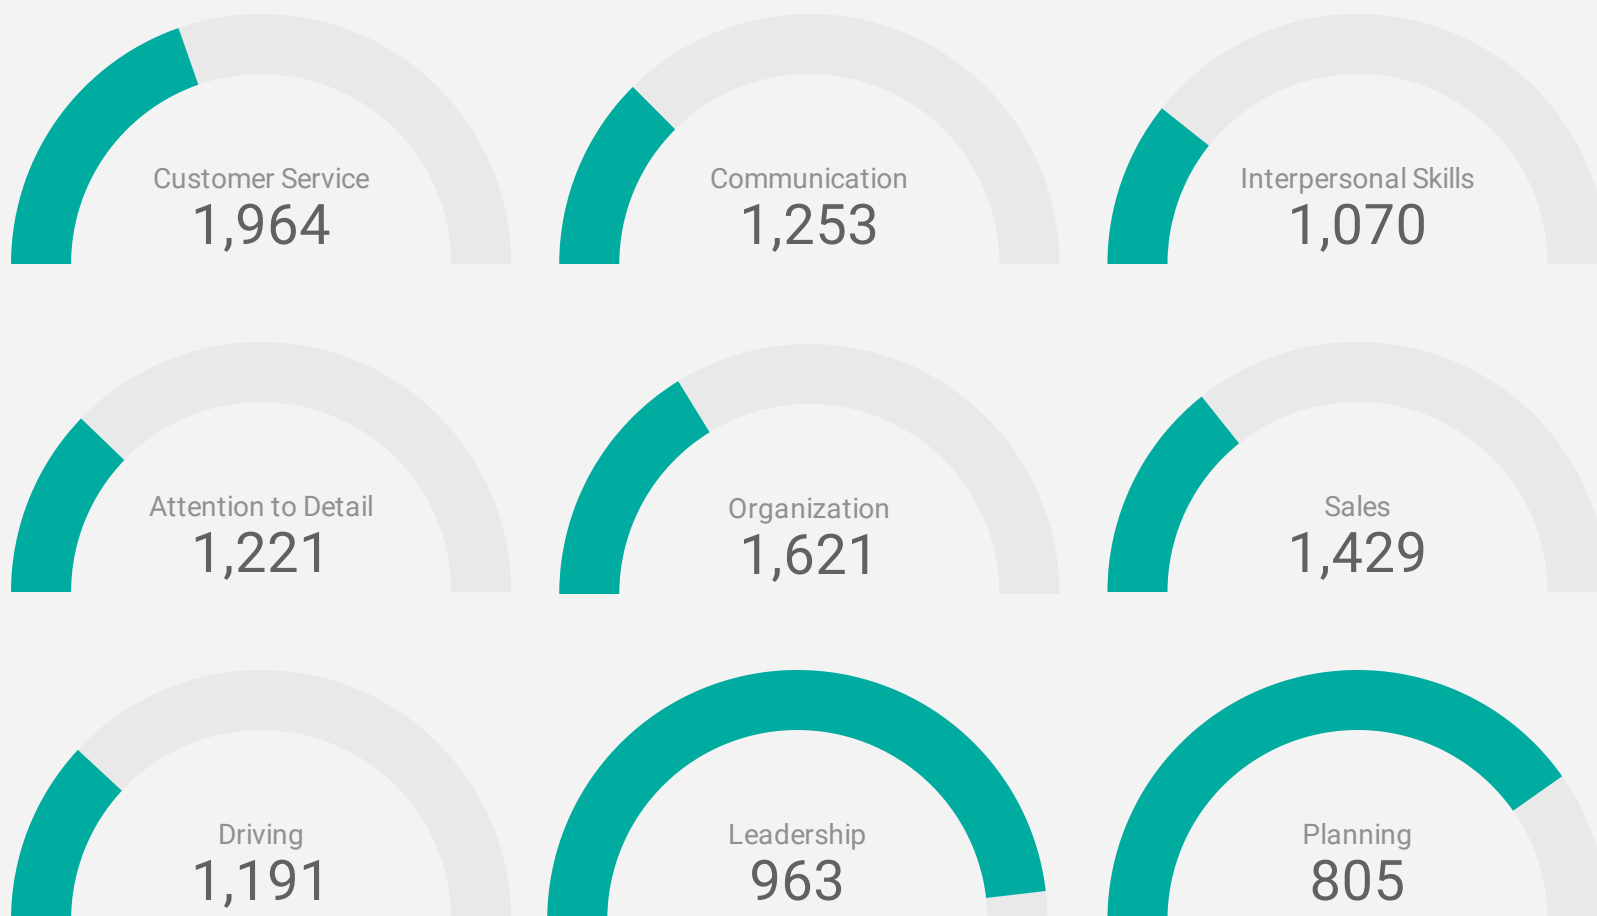 Customer Service
1,964
Communication
1,253
Interpersonal Skills
1,070
Attention to Detail
1,221
Organization
1,621
Sales
1,429
Driving
1,191
Leadership
963
Planning
805